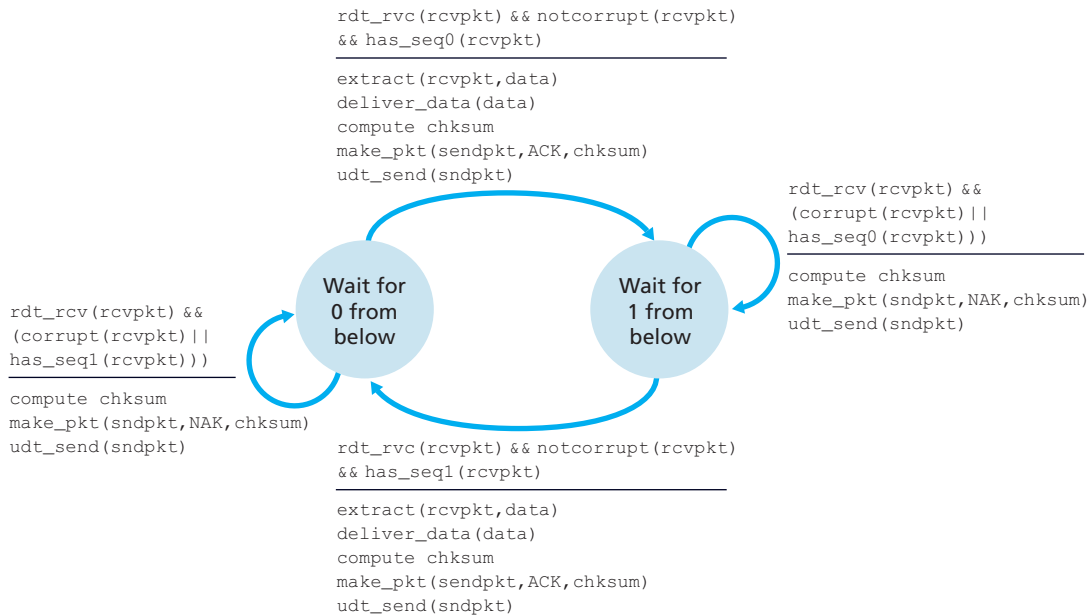 rdt_rvc(rcvpkt) && notcorrupt(rcvpkt)
&& has_seq0(rcvpkt)
extract(rcvpkt,data)
deliver_data(data)
compute chksum
make_pkt(sendpkt,ACK,chksum)
udt_send(sndpkt)
rdt_rcv(rcvpkt) &&
(corrupt(rcvpkt)||
has_seq0(rcvpkt)))
compute chksum
make_pkt(sndpkt,NAK,chksum)
udt_send(sndpkt)
Wait for
0 from
below
Wait for
1 from
below
rdt_rcv(rcvpkt) &&
(corrupt(rcvpkt)||
has_seq1(rcvpkt)))
compute chksum
make_pkt(sndpkt,NAK,chksum)
udt_send(sndpkt)
rdt_rvc(rcvpkt) && notcorrupt(rcvpkt)
&& has_seq1(rcvpkt)
extract(rcvpkt,data)
deliver_data(data)
compute chksum
make_pkt(sendpkt,ACK,chksum)
udt_send(sndpkt)